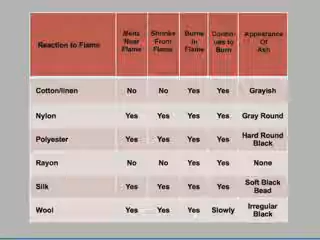 Reaction to Flame
Melts Near Flame
Shrinks From Flame
Burns In Flame
Continues to Burn
Appearance Of Ash
Cotton/linen No No Yes Yes Grayish
Nylon Yes Yes Yes Yes Gray Round
Polyester Yes Yes Yes Yes Hard Round Black
Rayon No No Yes Yes None
Silk Yes Yes Yes Yes Soft Black Bead
Wool Yes Yes Yes Slowly Irregular Black